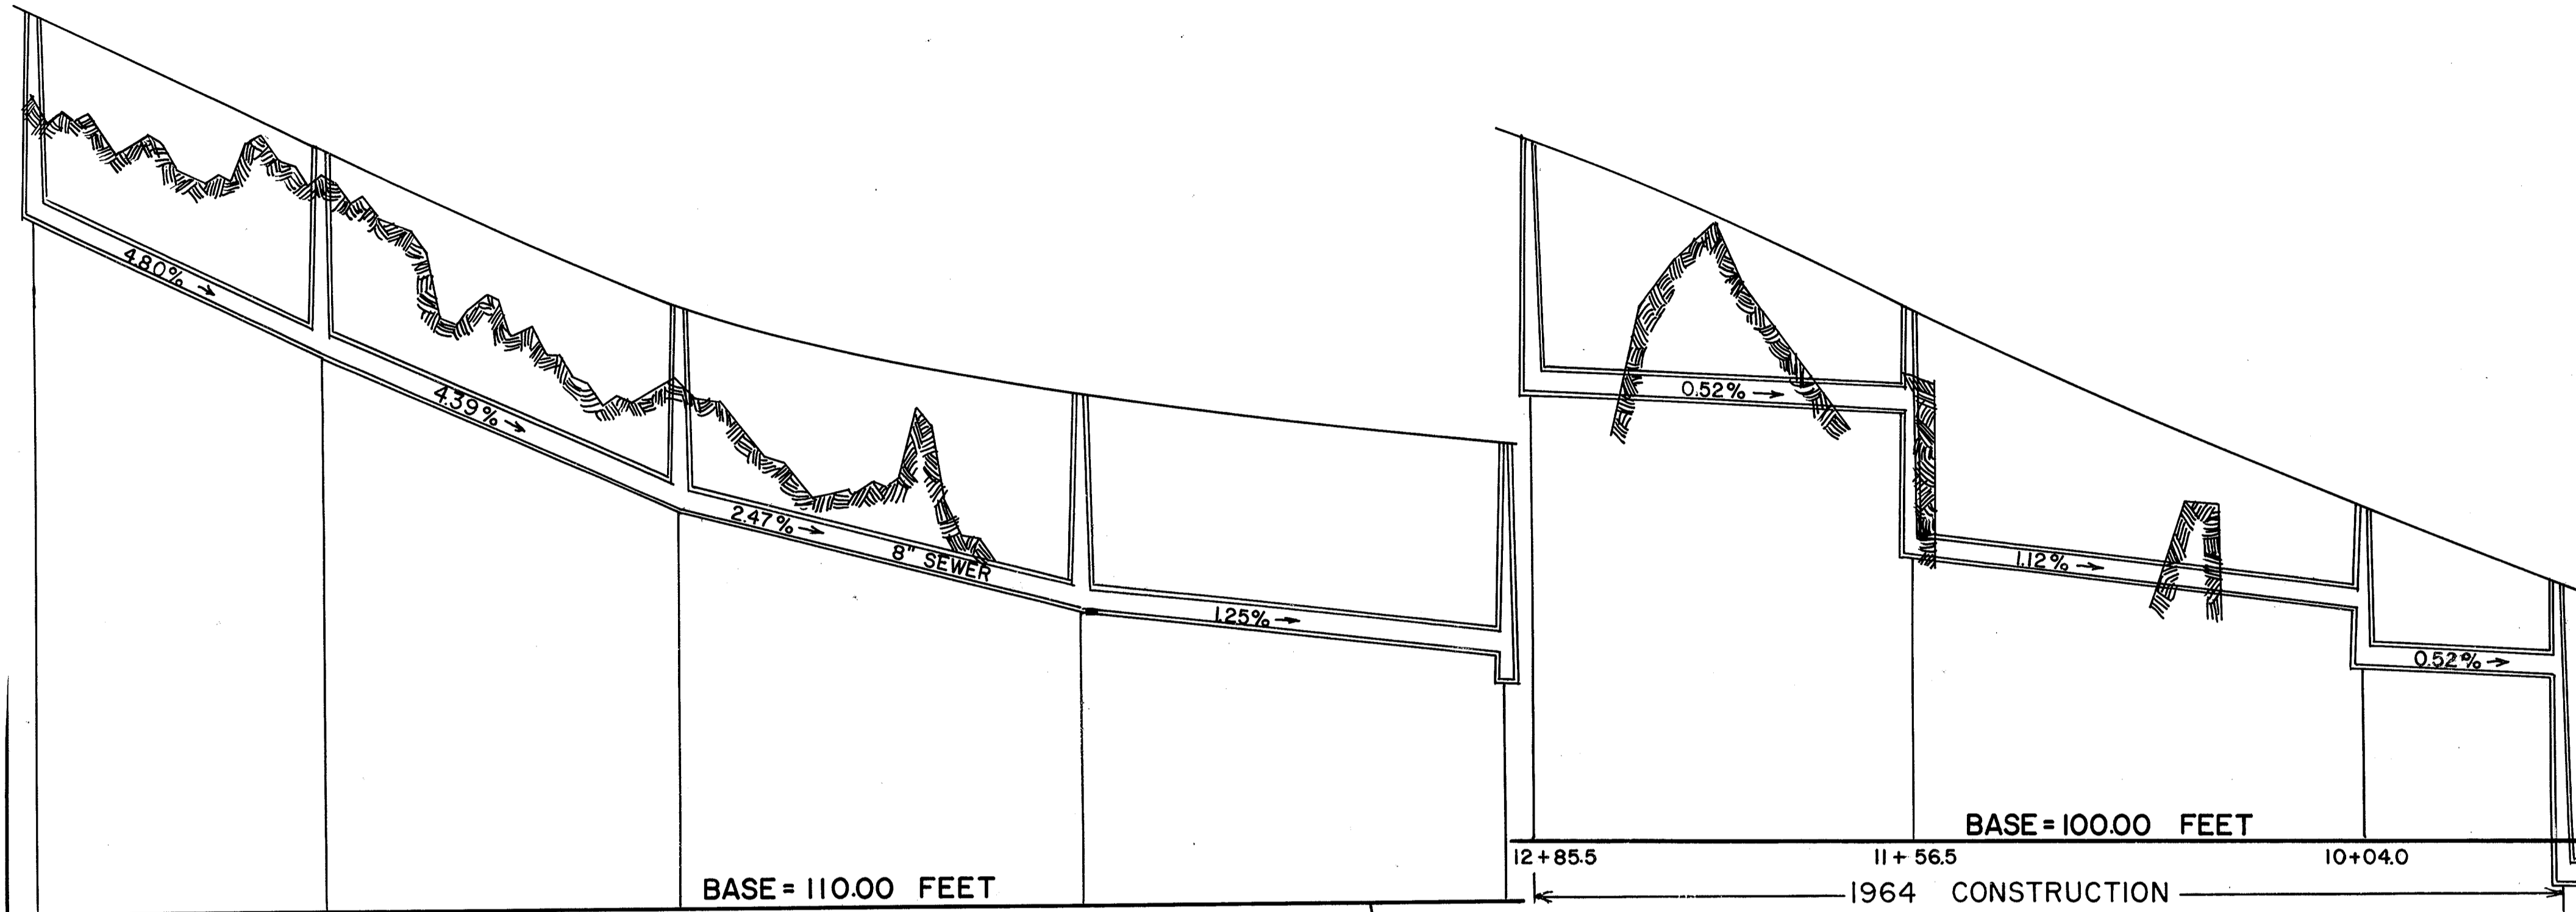 4.80%
4.39%
2.47%
8" SEWER
1.25%
0.52%
1.12%
0.52%
BASE = 100.00 FEET
12+85.5
11+56.5
10+04.0
BASE = 110.00 FEET
1964 CONSTRUCTION